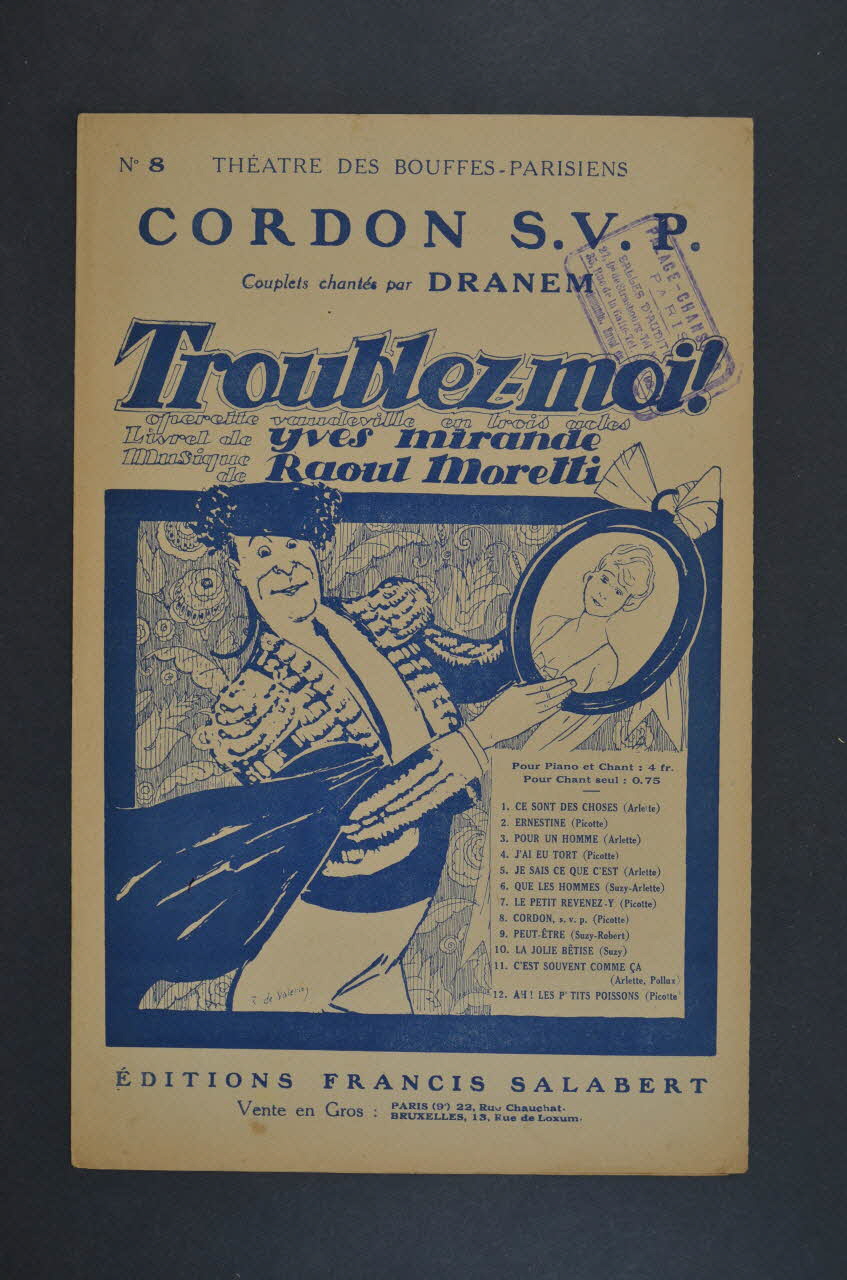 N° 8 THÉATRE DES BOUFFES-PARISIENS
CORDON S.V.P.
Couplets chantés par DRANEM
Troublez-moi!
operette vaudeville en trois actes
Livret de Yves Mirande
Musique de Raoul Moretti
Pour Piano et Chant : 4 fr.
Pour Chant seul : 0.75
1. CE SONT DES CHOSES (Arlette)
2. ERNESTINE (Picotte)
3. POUR UN HOMME (Arlette)
4. J'AI EU TORT (Picotte)
5. JE SAIS CE QUE C'EST (Arlette)
6. QUE LES HOMMES (Suzy-Arlette)
7. LE PETIT REVENEZ-Y (Picotte)
8. CORDON, s. v. p. (Picotte)
9. PEUT-ÊTRE (Suzy-Robert)
10. LA JOLIE BÊTISE (Suzy)
11. C'EST SOUVENT COMME ÇA
(Arlette, Pollux)
12. AH! LES P'TITS POISSONS (Picotte
ÉDITIONS FRANCIS SALABERT
Vente en Gros : PARIS (9e) 22, Rue Chauchat.
BRUXELLES, 13, Rue de Loxum.